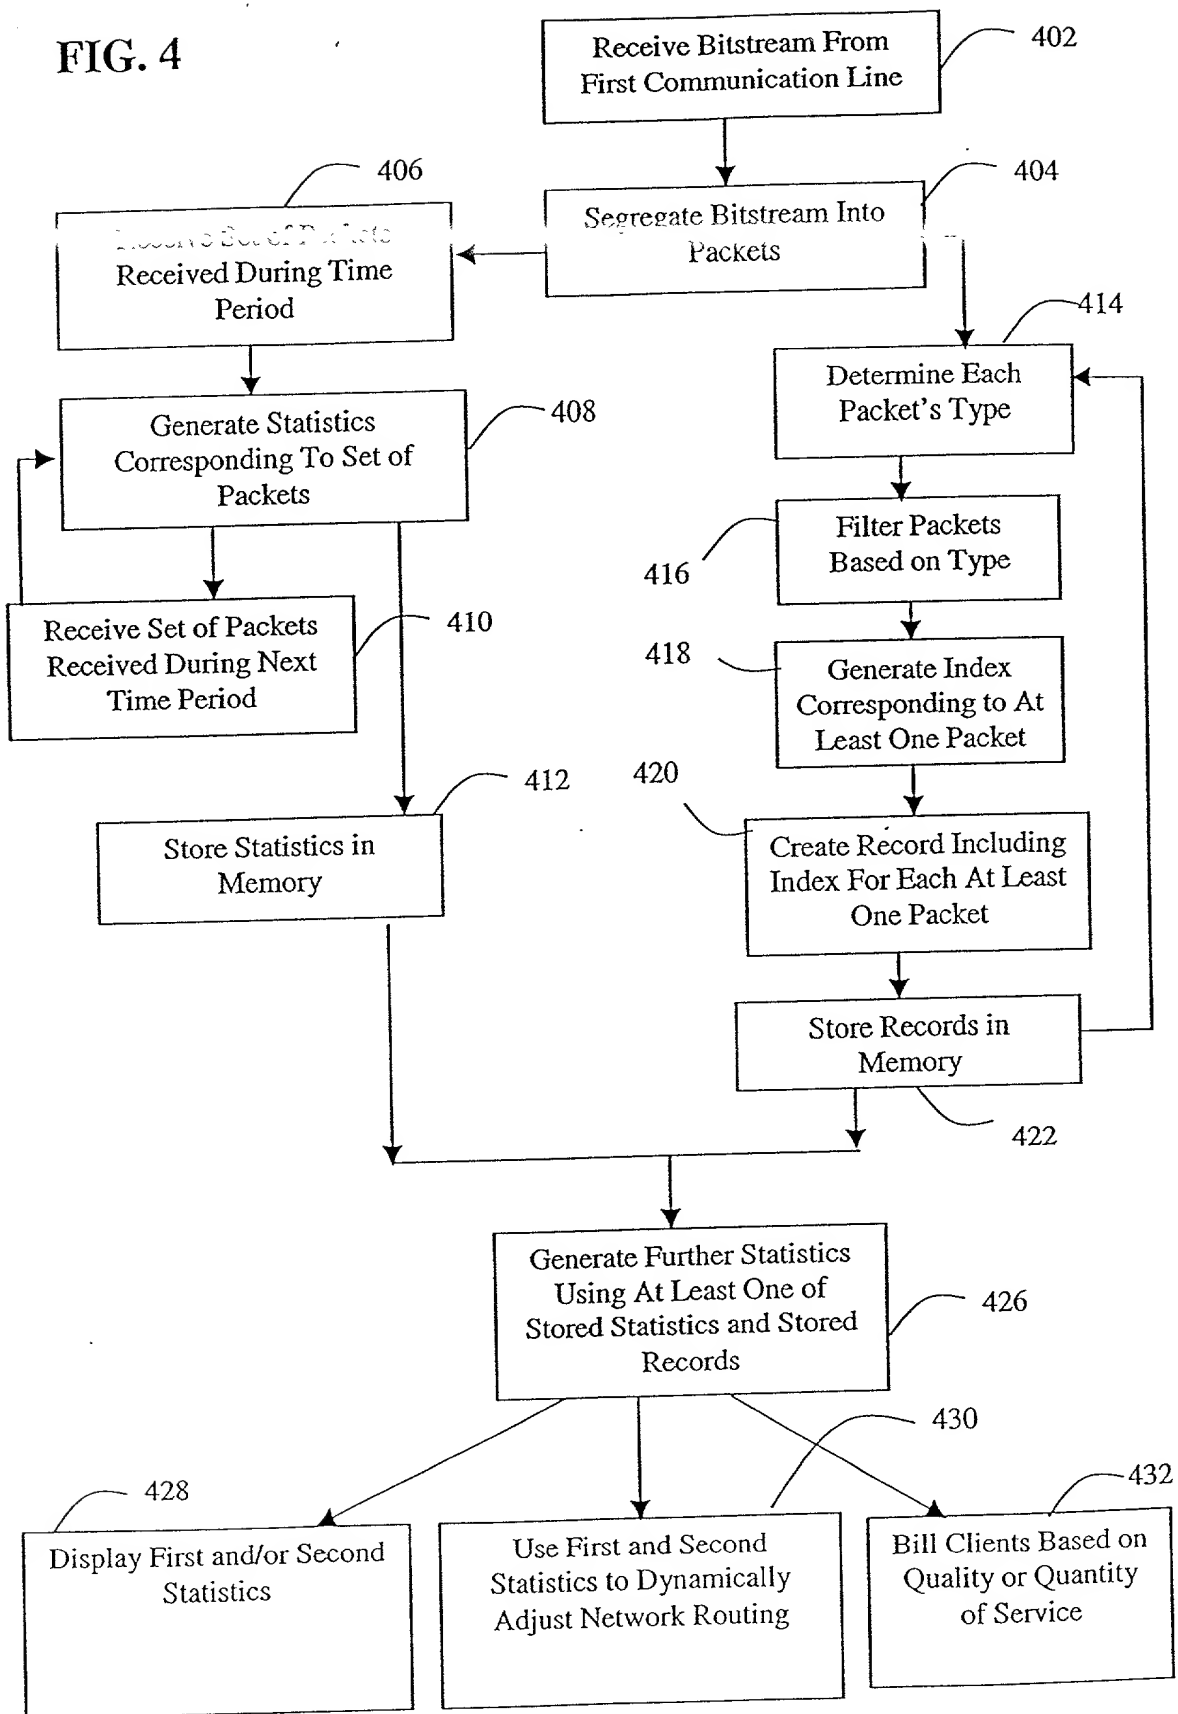 FIG. 4
Receive Bitstream From
First Communication Line
402
404
Segregate Bitstream Into
Packets
406
Receive Set of Packets
Received During Time
Period
414
Determine Each
Packet's Type
408
Generate Statistics
Corresponding To Set of
Packets
416
Filter Packets
Based on Type
410
Receive Set of Packets
Received During Next
Time Period
418
Generate Index
Corresponding to At
Least One Packet
412
Store Statistics in
Memory
420
Create Record Including
Index For Each At Least
One Packet
Store Records in
Memory
422
Generate Further Statistics
Using At Least One of
Stored Statistics and Stored
Records
426
428
Display First and/or Second
Statistics
430
Use First and Second
Statistics to Dynamically
Adjust Network Routing
432
Bill Clients Based on
Quality or Quantity
of Service